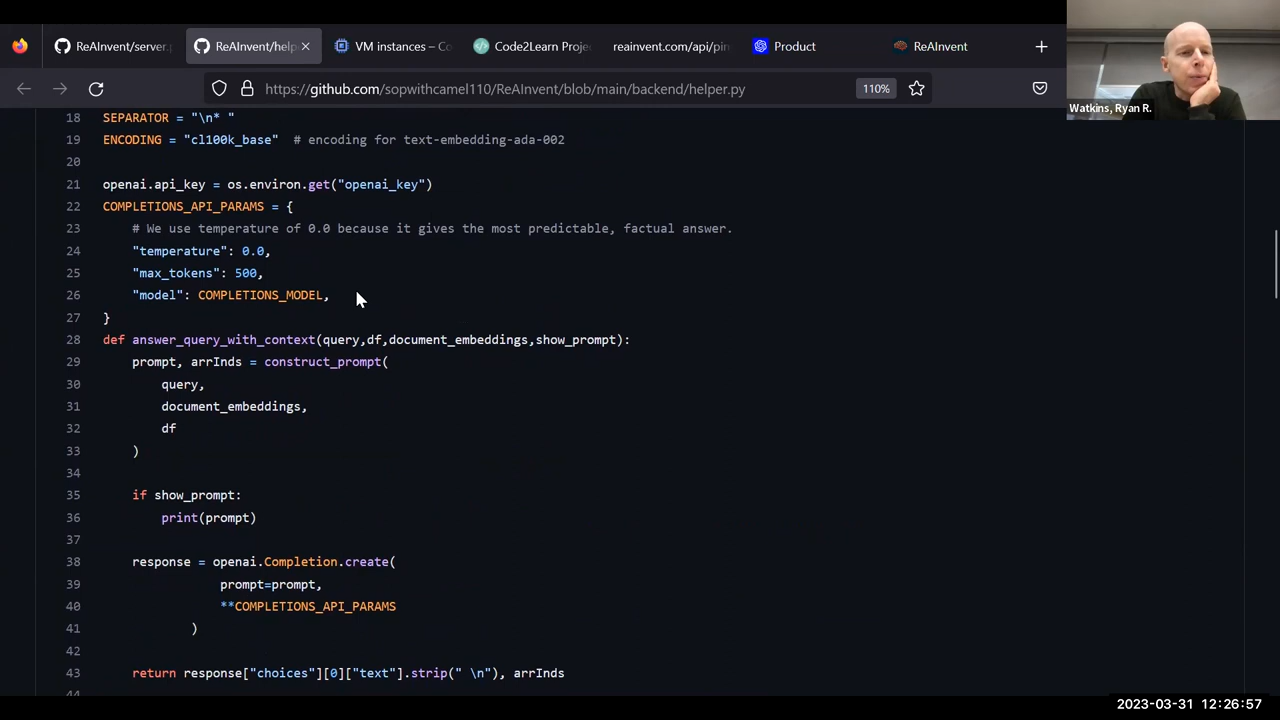 ReAInvent/server.p
ReAInvent/help
VM instances – Co
Code2Learn Proje
reainvent.com/api/pin
Product
ReAInvent
https://github.com/sopwithcamel110/ReAInvent/blob/main/backend/helper.py
110%
Watkins, Ryan R.
18 SEPARATOR = "\n* "
19 ENCODING = "cl100k_base"  # encoding for text-embedding-ada-002
20
21 openai.api_key = os.environ.get("openai_key")
22 COMPLETIONS_API_PARAMS = {
23     # We use temperature of 0.0 because it gives the most predictable, factual answer.
24     "temperature": 0.0,
25     "max_tokens": 500,
26     "model": COMPLETIONS_MODEL,
27 }
28 def answer_query_with_context(query,df,document_embeddings,show_prompt):
29     prompt, arrInds = construct_prompt(
30         query,
31         document_embeddings,
32         df
33     )
34
35     if show_prompt:
36         print(prompt)
37
38     response = openai.Completion.create(
39                 prompt=prompt,
40                 **COMPLETIONS_API_PARAMS
41             )
42
43     return response["choices"][0]["text"].strip(" \n"), arrInds
44
2023-03-31 12:26:57